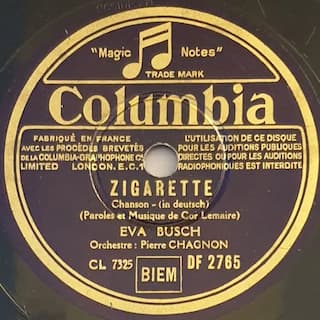 "Magic Notes"
TRADE MARK
Columbia
FABRIQUÉ EN FRANCE
AVEC LES PROCÉDÉS BREVETÉS
DE LA COLUMBIA-GRAPHOPHONE CY
LIMITED LONDON. E.C.1
L'UTILISATION DE CE DISQUE
POUR LES AUDITIONS PUBLIQUES
DIRECTES OU POUR LES AUDITIONS
RADIOPHONIQUES EST INTERDITE
ZIGARETTE
Chanson - (in deutsch)
(Paroles et Musique de Cor Lemaire)
EVA BUSCH
Orchestre : Pierre CHAGNON
CL 7325 BIEM DF 2765